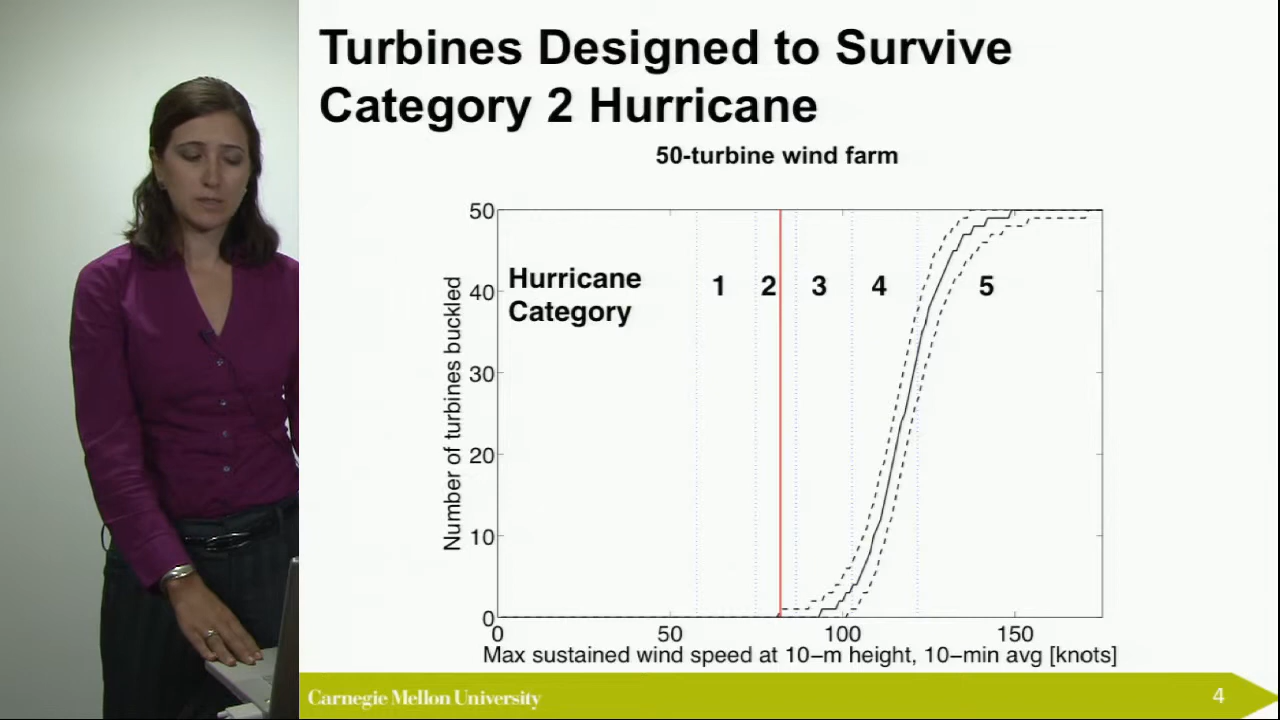 Turbines Designed to Survive
Category 2 Hurricane
50-turbine wind farm
50
40
30
20
10
0
Number of turbines buckled
Hurricane
Category
1 2 3 4 5
0 50 100 150
Max sustained wind speed at 10−m height, 10−min avg [knots]
Carnegie Mellon University
4